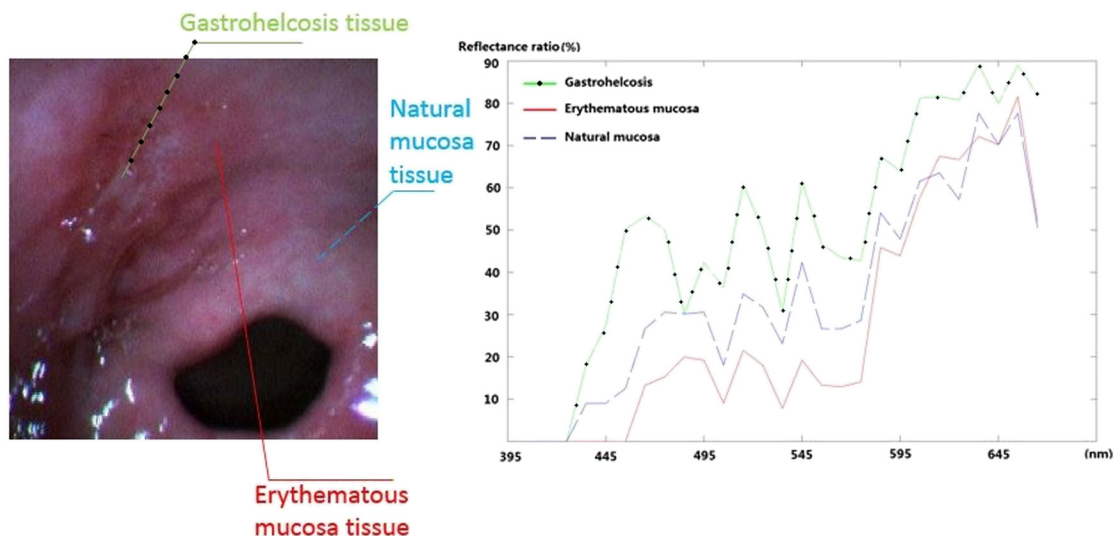 Gastrohelcosis tissue
Natural
mucosa
tissue
Erythematous
mucosa tissue
Reflectance ratio(%)
90
80
70
60
50
40
30
20
10
Gastrohelcosis
Erythematous mucosa
Natural mucosa
395 445 495 545 595 645 (nm)